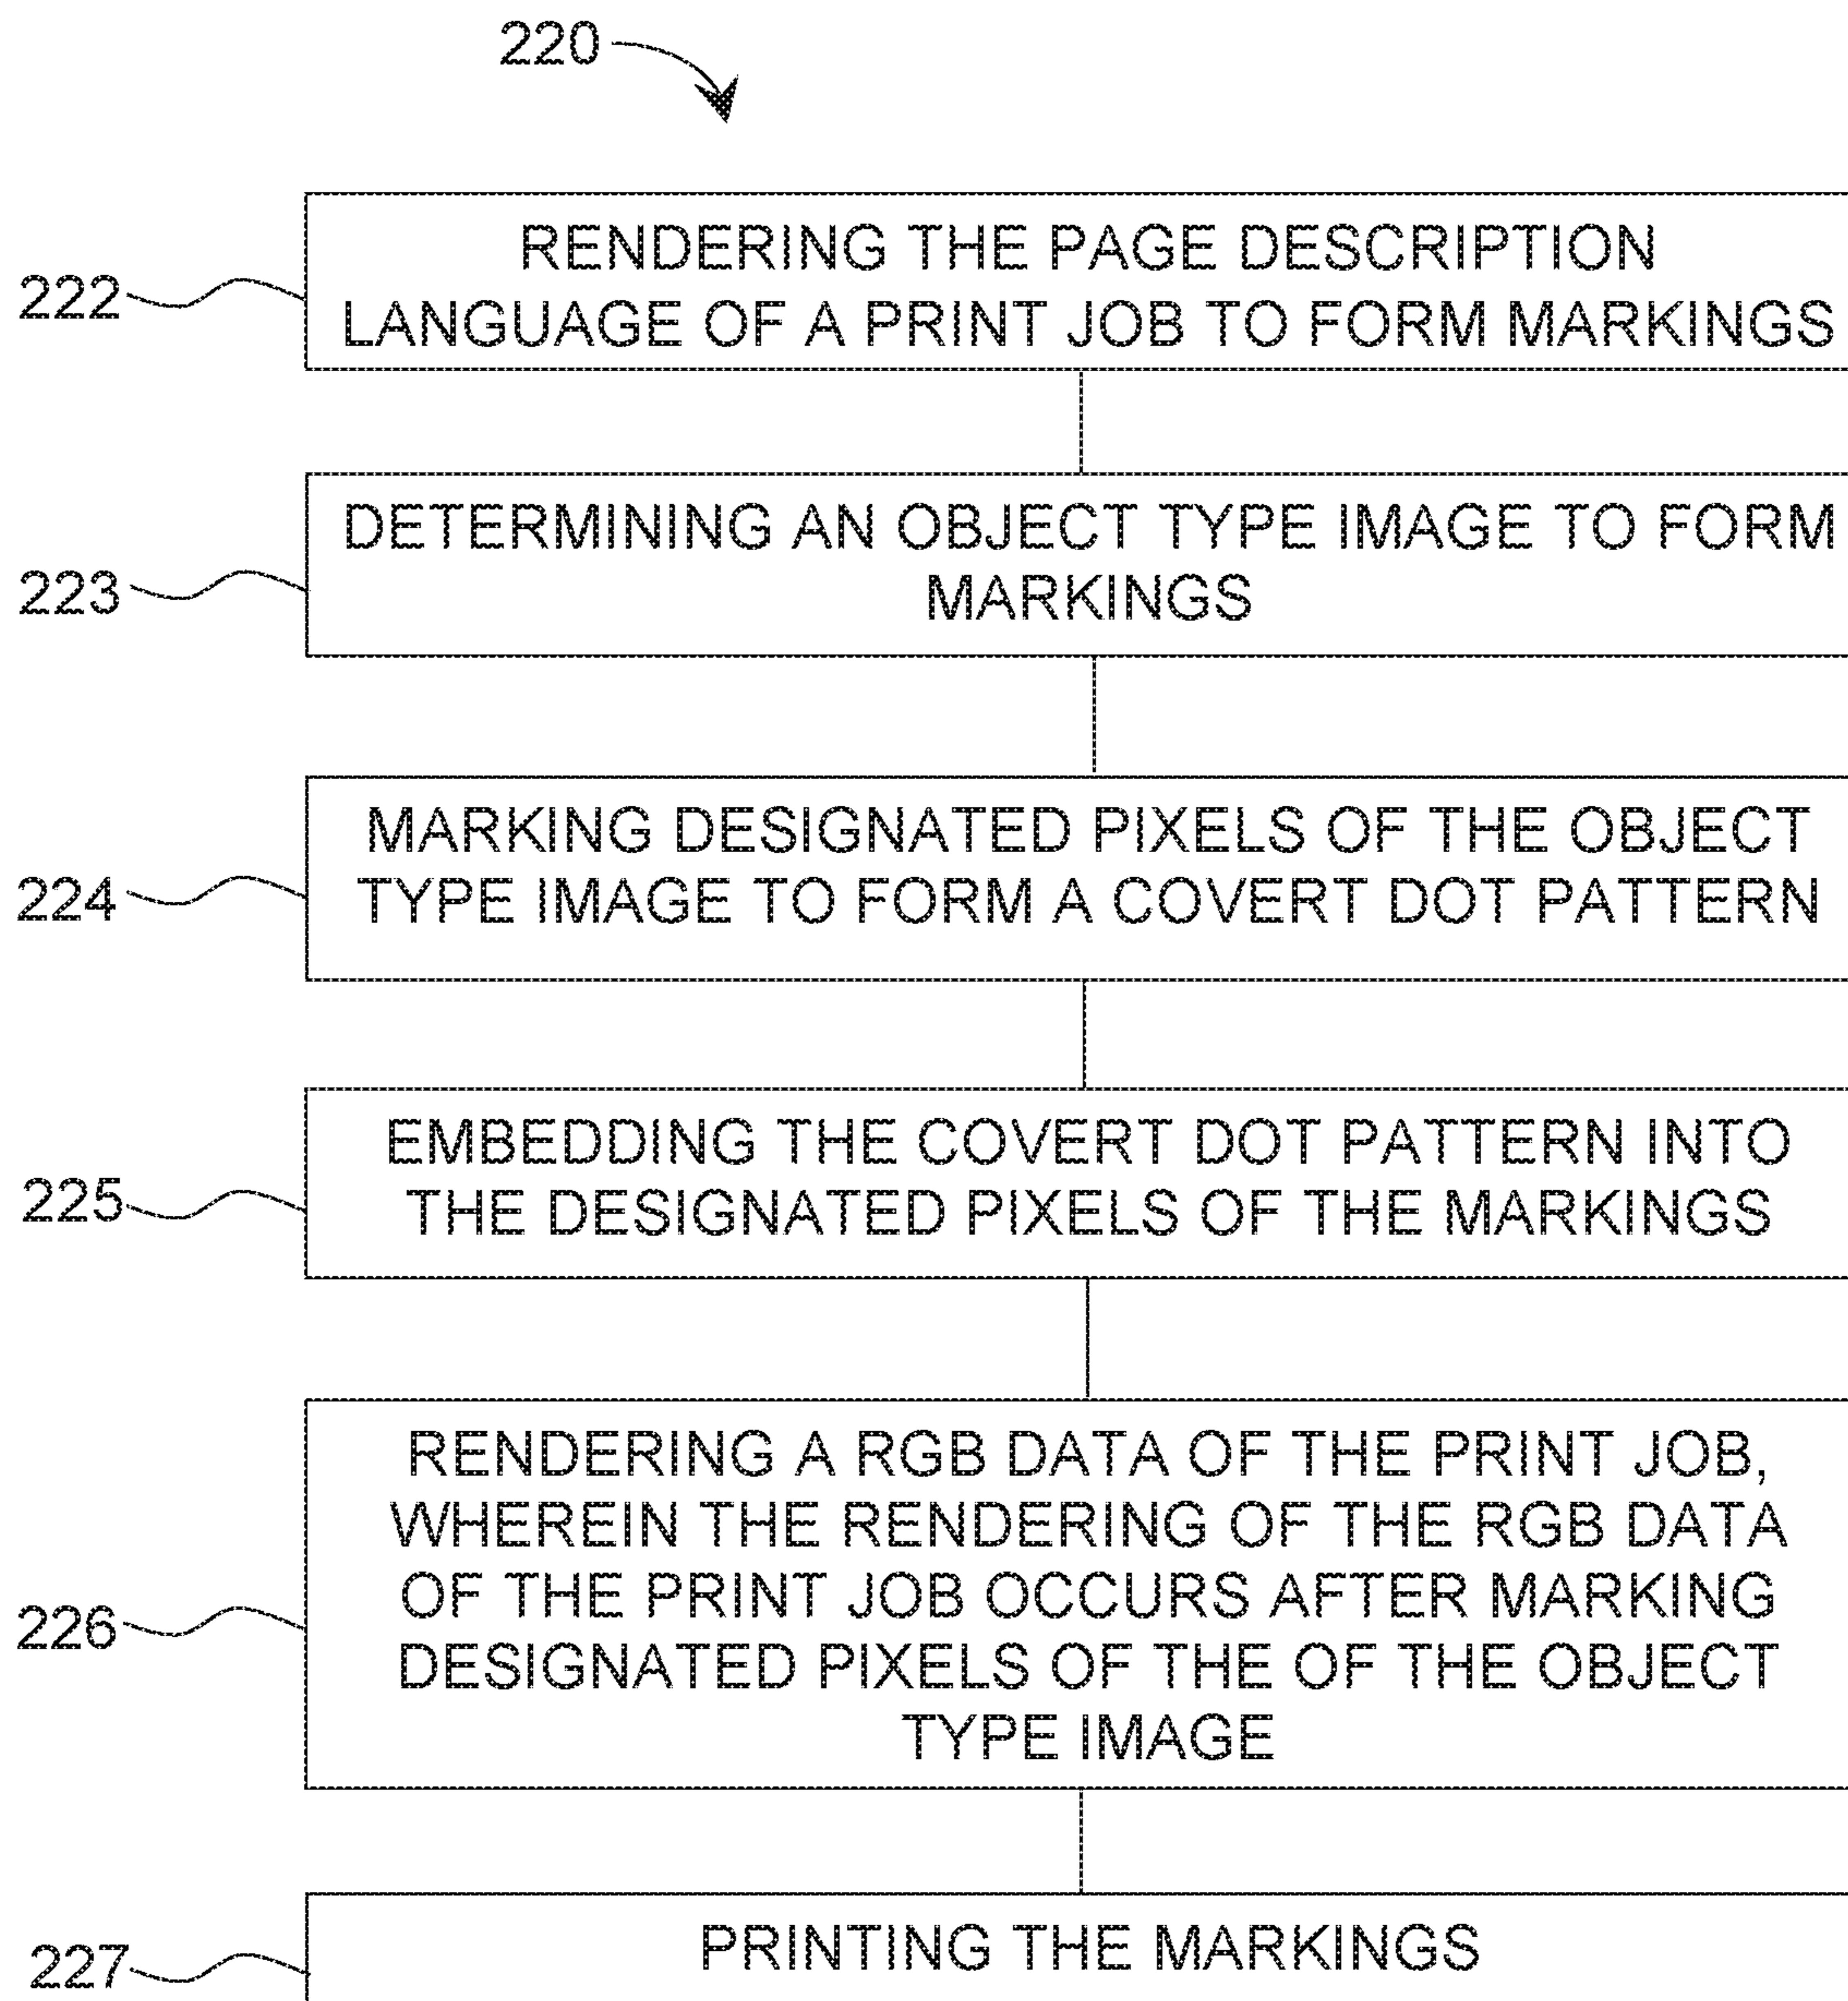 220
222
RENDERING THE PAGE DESCRIPTION
LANGUAGE OF A PRINT JOB TO FORM MARKINGS
223
DETERMINING AN OBJECT TYPE IMAGE TO FORM
MARKINGS
224
MARKING DESIGNATED PIXELS OF THE OBJECT
TYPE IMAGE TO FORM A COVERT DOT PATTERN
225
EMBEDDING THE COVERT DOT PATTERN INTO
THE DESIGNATED PIXELS OF THE MARKINGS
226
RENDERING A RGB DATA OF THE PRINT JOB,
WHEREIN THE RENDERING OF THE RGB DATA
OF THE PRINT JOB OCCURS AFTER MARKING
DESIGNATED PIXELS OF THE OF THE OBJECT
TYPE IMAGE
227
PRINTING THE MARKINGS